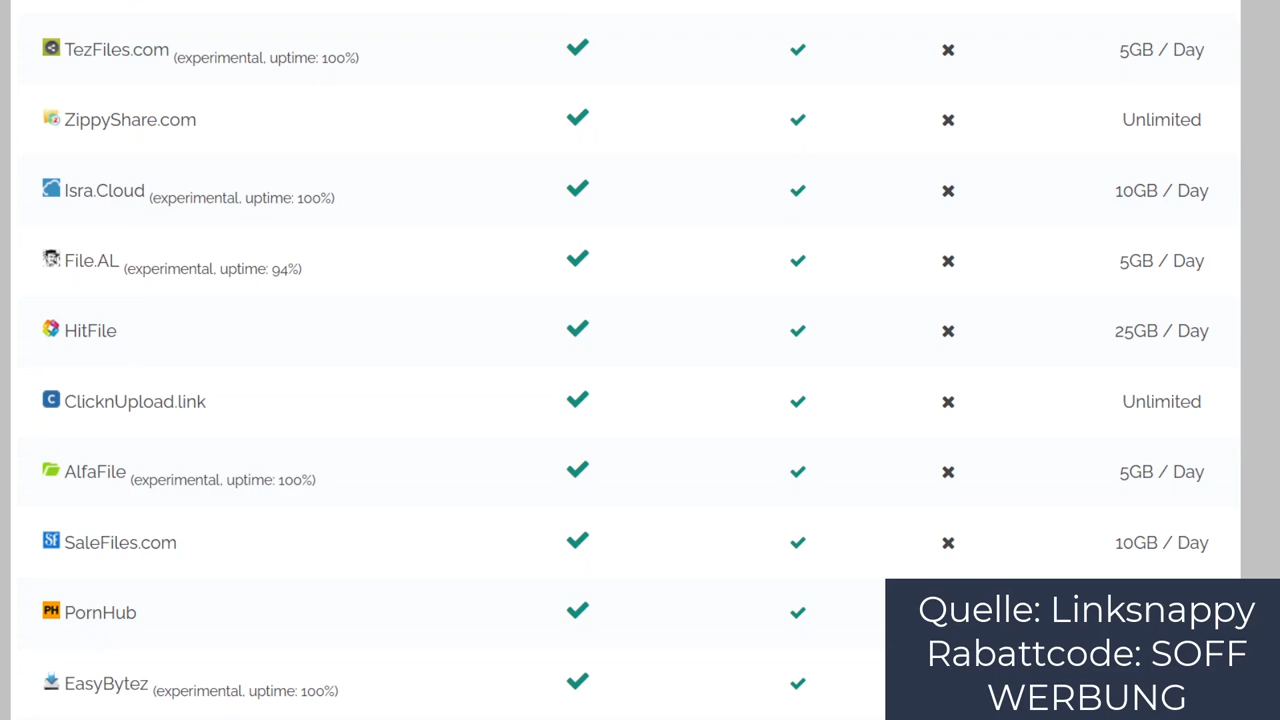 TezFiles.com (experimental, uptime: 100%) 5GB / Day
ZippyShare.com Unlimited
Isra.Cloud (experimental, uptime: 100%) 10GB / Day
File.AL (experimental, uptime: 94%) 5GB / Day
HitFile 25GB / Day
C ClicknUpload.link Unlimited
AlfaFile (experimental, uptime: 100%) 5GB / Day
Sf SaleFiles.com 10GB / Day
PH PornHub
EasyBytez (experimental, uptime: 100%)
Quelle: Linksnappy
Rabattcode: SOFF
WERBUNG